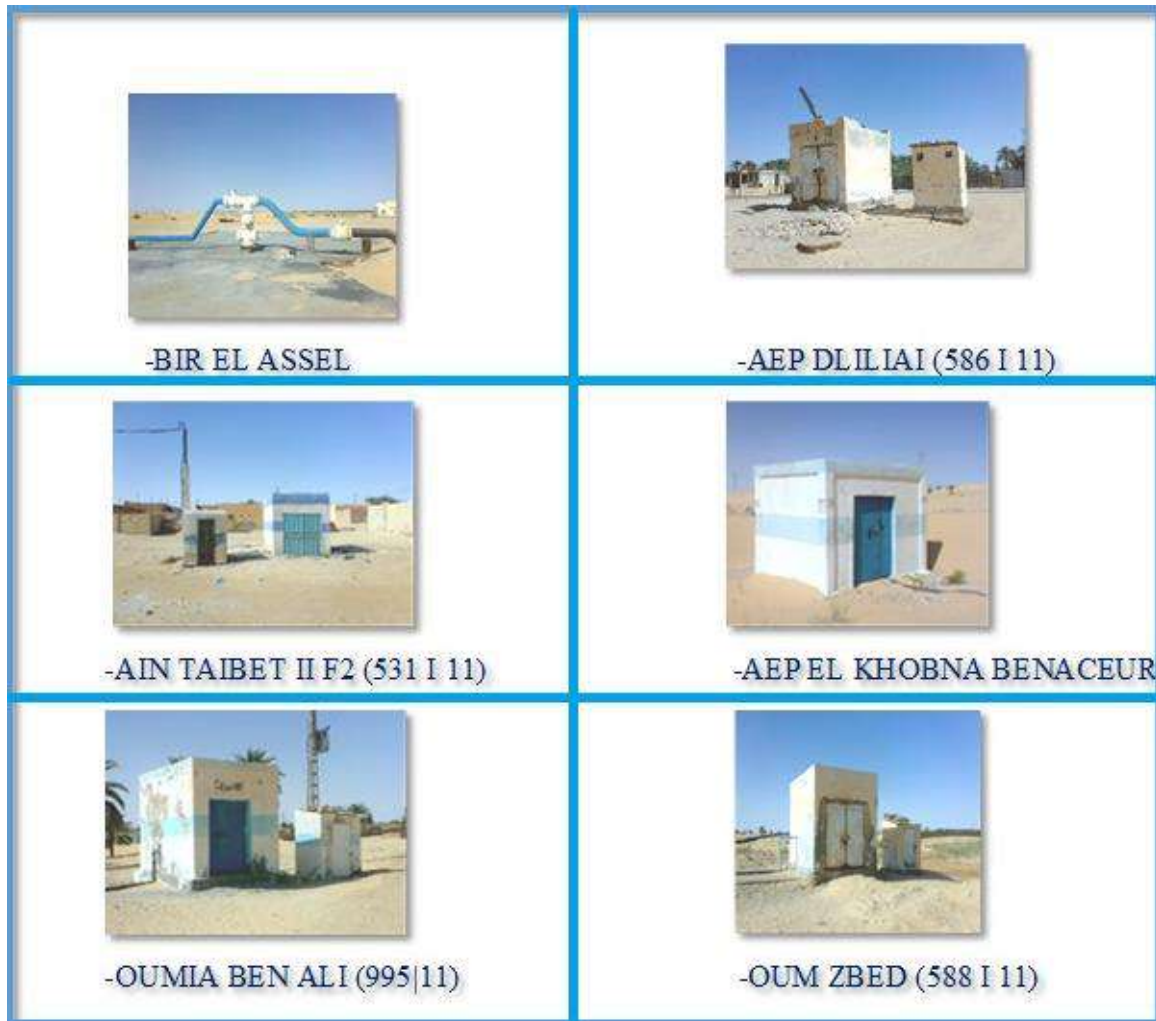 -BIR EL ASSEL
-AEP DLILIAI (586 I 11)
-AIN TAIBET II F2 (531 I 11)
-AEP EL KHOBNA BENACEUR
-OUMIA BEN ALI (995|11)
-OUM ZBED (588 I 11)